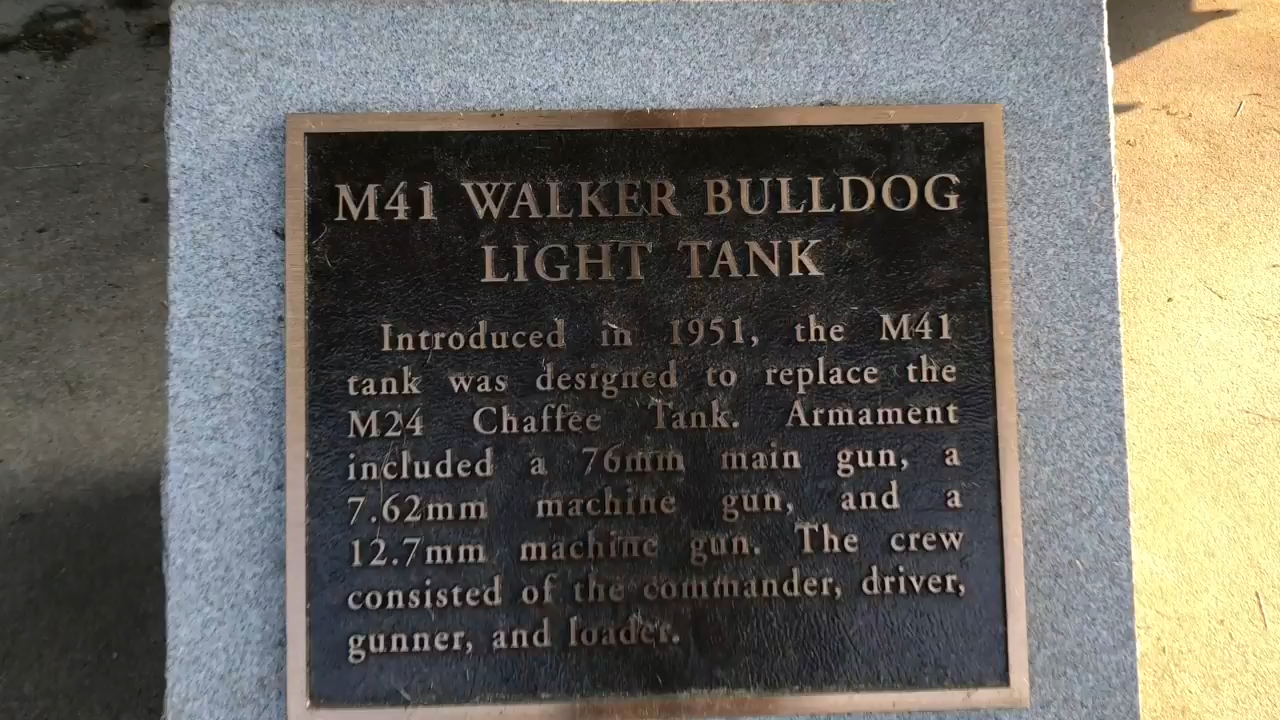 M41 WALKER BULLDOG
LIGHT TANK
Introduced in 1951, the M41
tank was designed to replace the
M24 Chaffee Tank. Armament
included a 76mm main gun, a
7.62mm machine gun, and a
12.7mm machine gun. The crew
consisted of the commander, driver,
gunner, and loader.